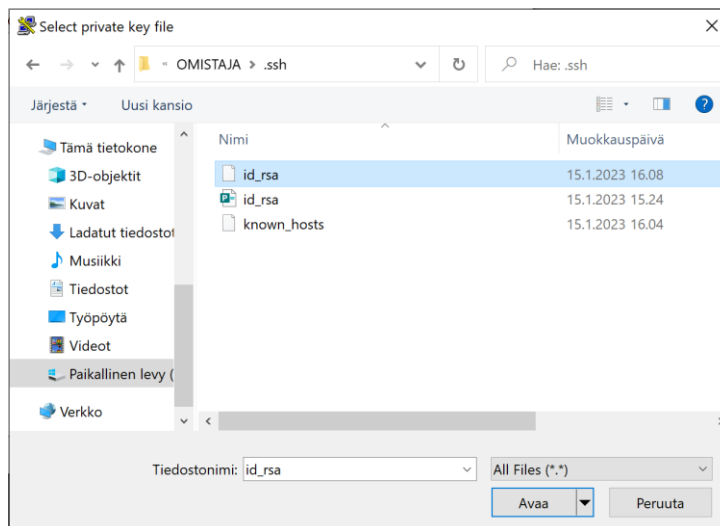 Select private key file
« OMISTAJA > .ssh
Hae: .ssh
Järjestä
Uusi kansio
Tämä tietokone
3D-objektit
Kuvat
Ladatut tiedostot
Musiikki
Tiedostot
Työpöytä
Videot
Paikallinen levy (
Verkko
Nimi Muokkauspäivä
id_rsa 15.1.2023 16.08
id_rsa 15.1.2023 15.24
known_hosts 15.1.2023 16.04
Tiedostonimi: id_rsa All Files (*.*)
Avaa Peruuta